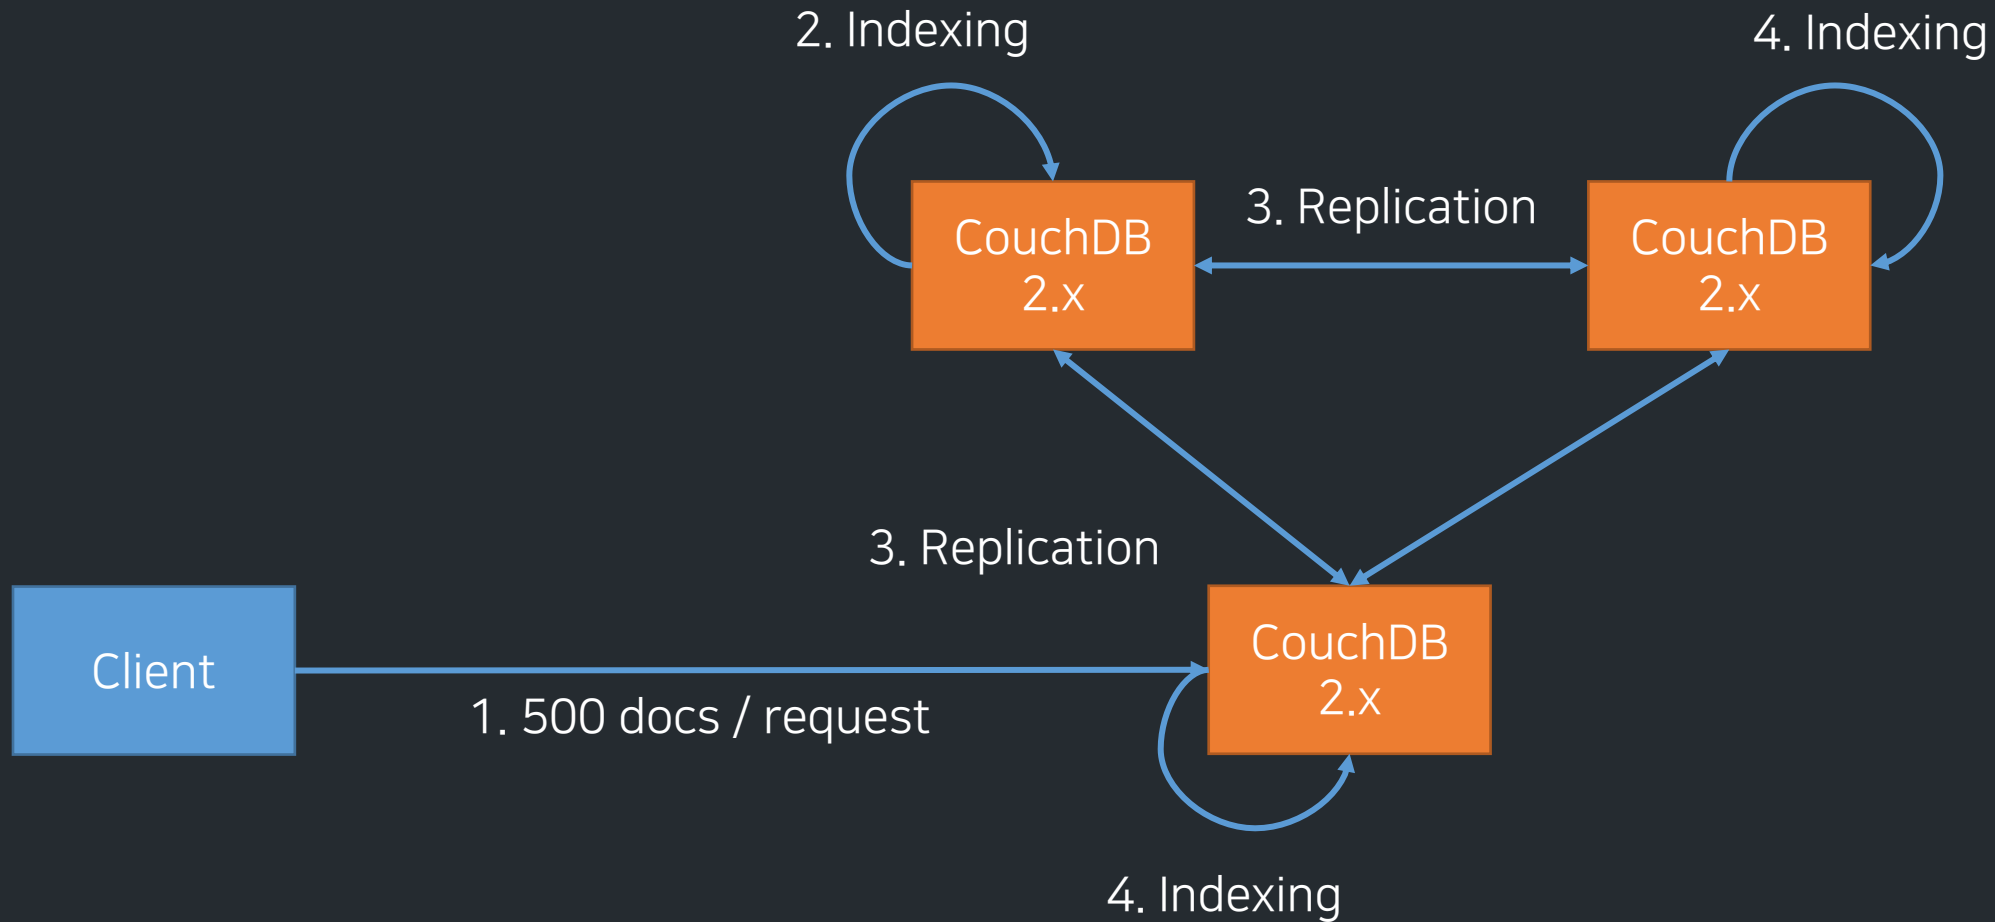 2. Indexing
4. Indexing
3. Replication
CouchDB
2.x
CouchDB
2.x
3. Replication
Client
1. 500 docs / request
CouchDB
2.x
4. Indexing